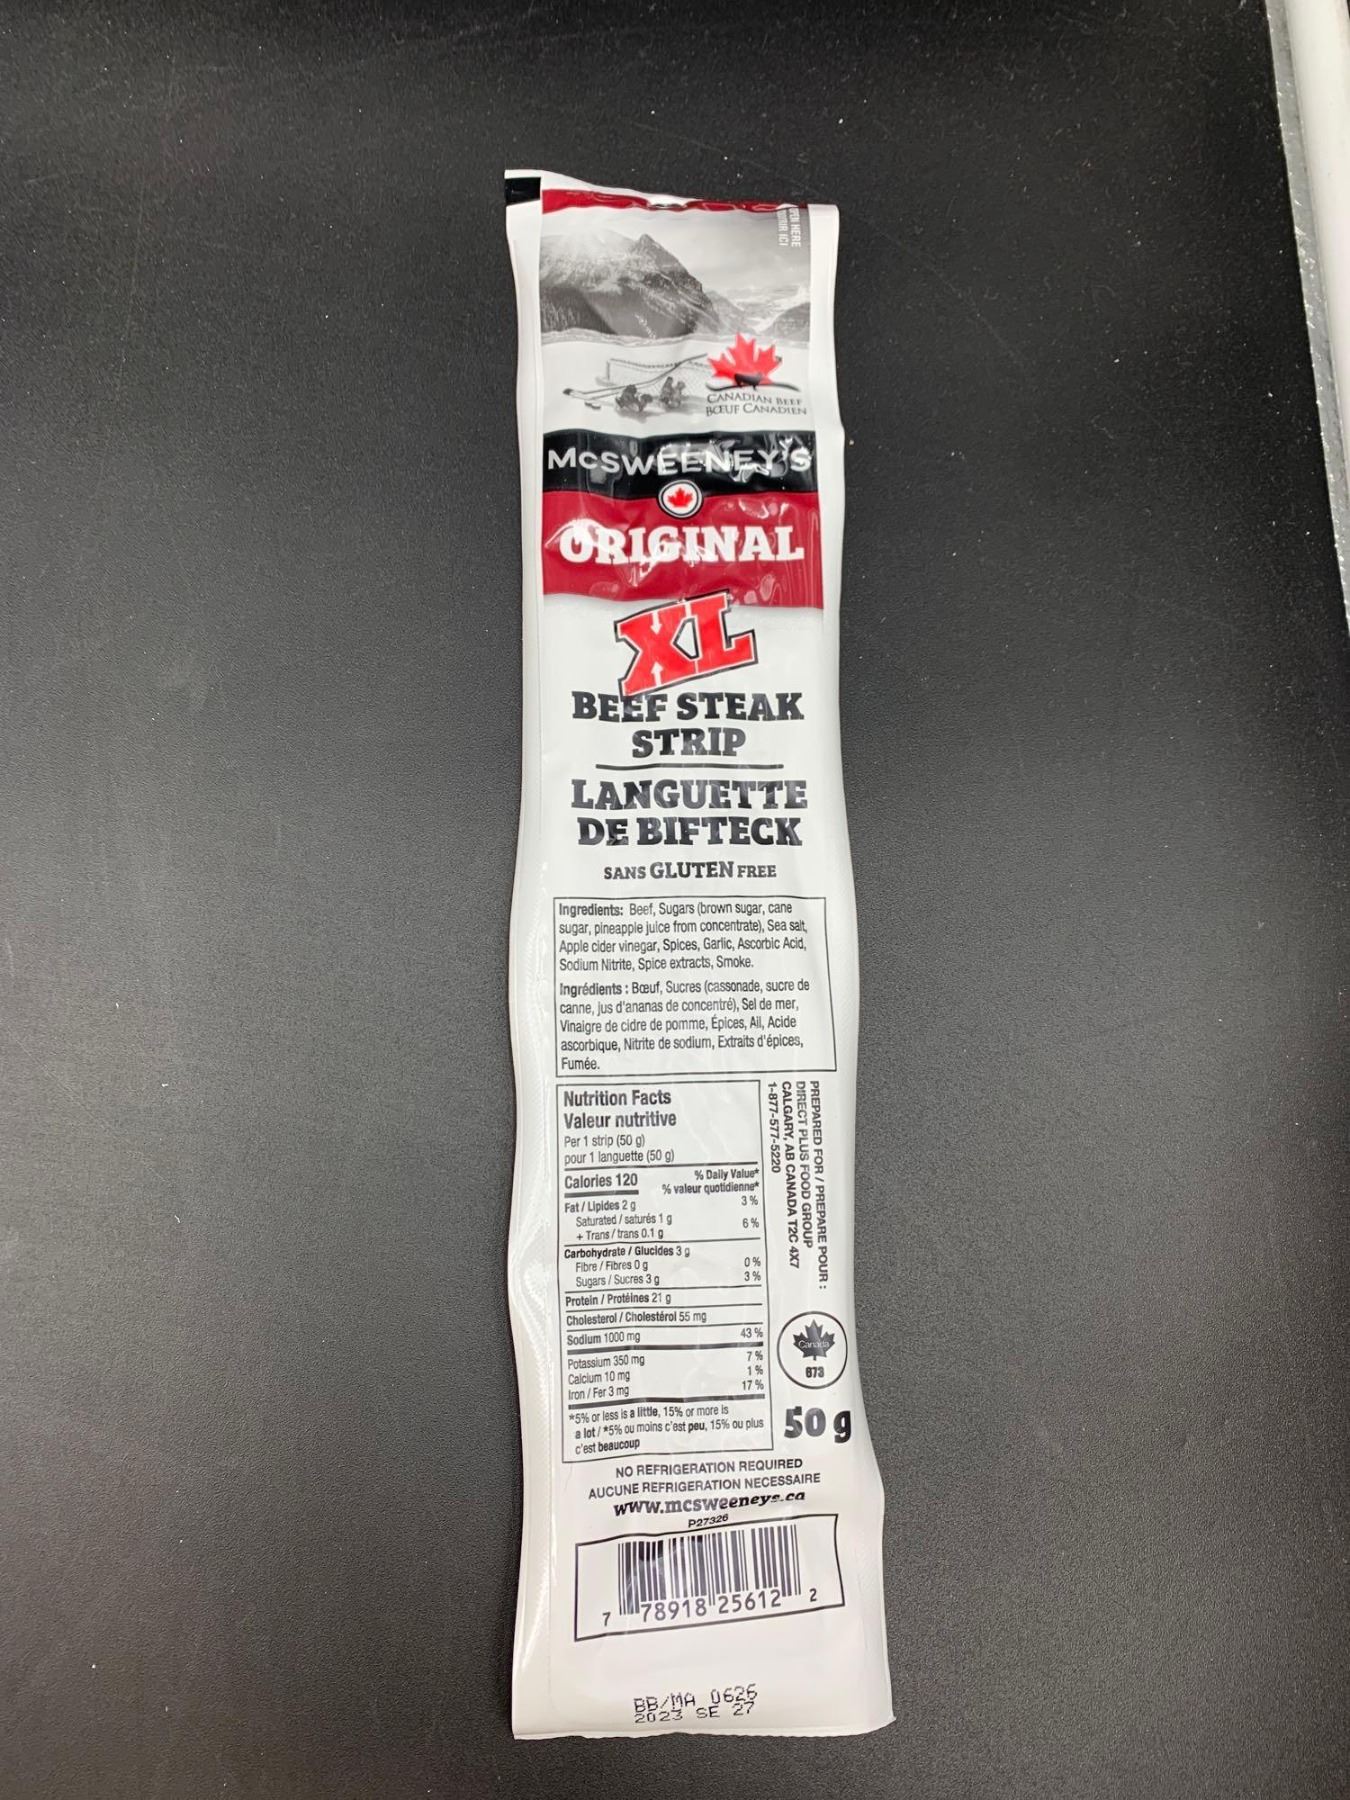 OPEN HERE
OUVRIR ICI
CANADIAN BEEF
BŒUF CANADIEN
McSWEENEY'S
ORIGINAL
XL
BEEF STEAK
STRIP
LANGUETTE
DE BIFTECK
SANS GLUTEN FREE
Ingredients: Beef, Sugars (brown sugar, cane
sugar, pineapple juice from concentrate), Sea salt,
Apple cider vinegar, Spices, Garlic, Ascorbic Acid,
Sodium Nitrite, Spice extracts, Smoke.
Ingrédients : Bœuf, Sucres (cassonade, sucre de
canne, jus d'ananas de concentré), Sel de mer,
Vinaigre de cidre de pomme, Épices, Ail, Acide
ascorbique, Nitrite de sodium, Extraits d'épices,
Fumée.
Nutrition Facts
Valeur nutritive
Per 1 strip (50 g)
pour 1 languette (50 g)
Calories 120 % Daily Value*
% valeur quotidienne*
Fat / Lipides 2 g 3 %
Saturated / saturés 1 g 6 %
+ Trans / trans 0.1 g
Carbohydrate / Glucides 3 g
Fibre / Fibres 0 g 0 %
Sugars / Sucres 3 g 3 %
Protein / Protéines 21 g
Cholesterol / Cholestérol 55 mg
Sodium 1000 mg 43 %
Potassium 350 mg 7 %
Calcium 10 mg 1 %
Iron / Fer 3 mg 17 %
*5% or less is a little, 15% or more is
a lot / *5% ou moins c'est peu, 15% ou plus
c'est beaucoup
PREPARED FOR / PREPARE POUR :
DIRECT PLUS FOOD GROUP
CALGARY, AB CANADA T2C 4X7
1-877-577-5220
Canada
673
50 g
NO REFRIGERATION REQUIRED
AUCUNE REFRIGERATION NECESSAIRE
www.mcsweeneys.ca
P27326
7 78918 25612 2
BB/MA 0626
2023 SE 27